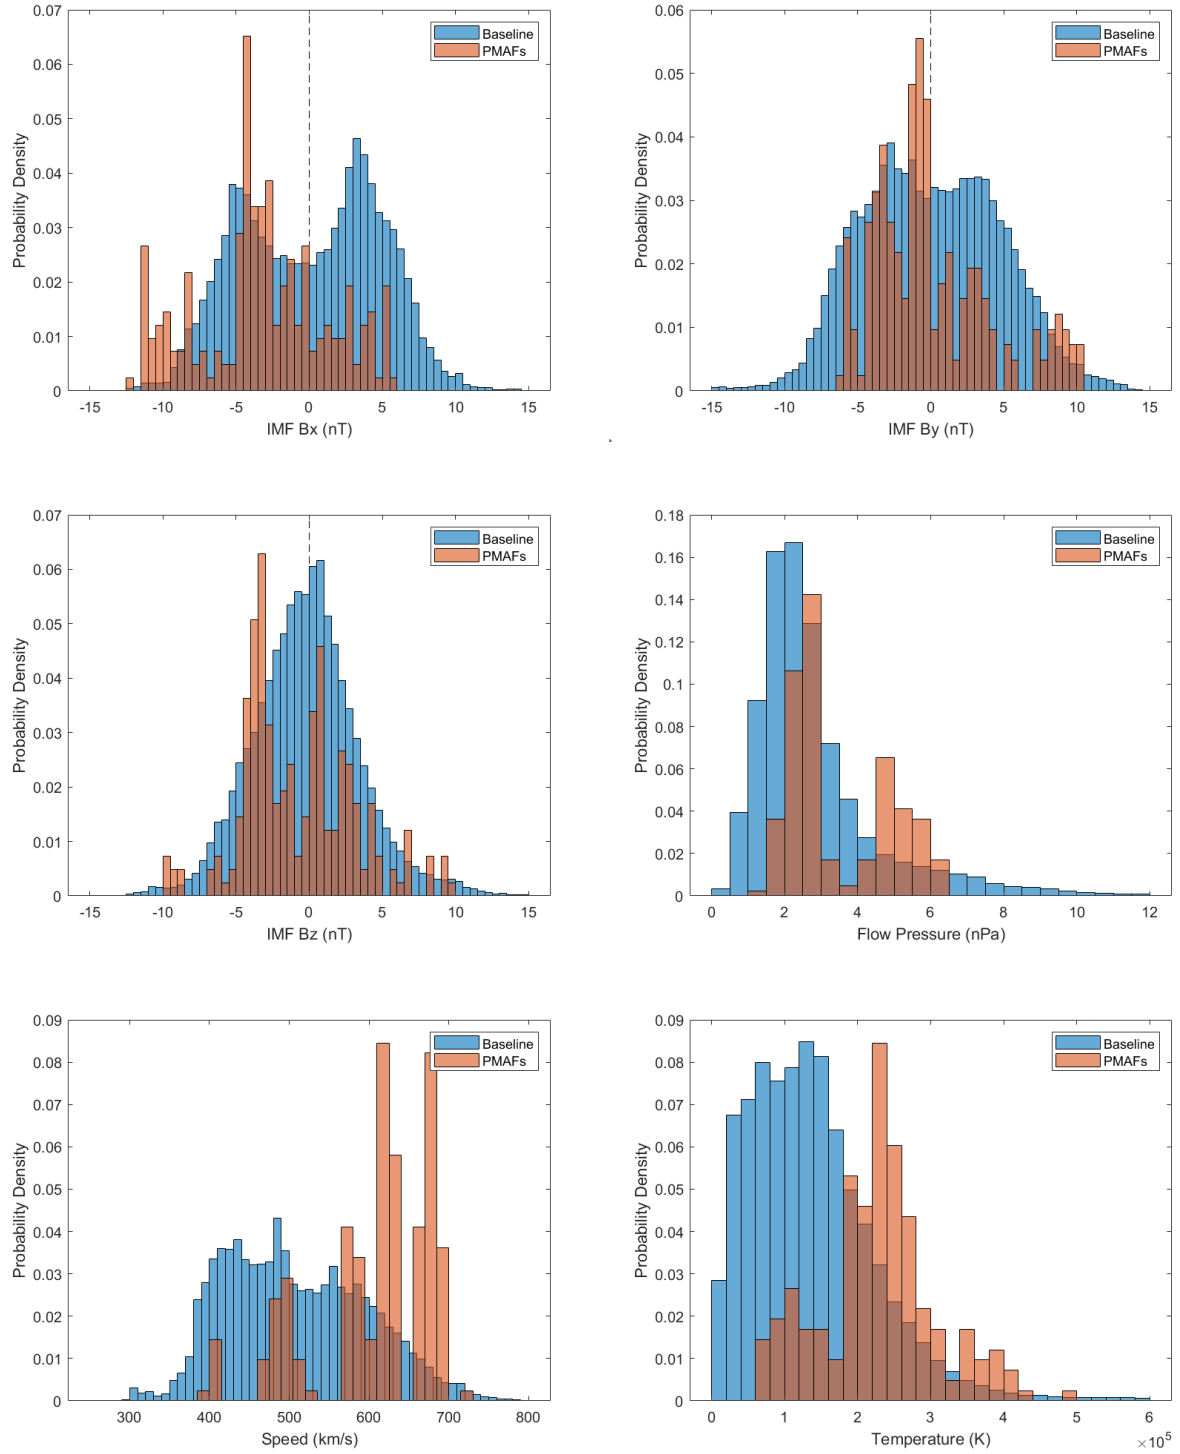 0.07
0.06
0.05
0.04
0.03
0.02
0.01
0
-15 -10 -5 0 5 10 15
IMF Bx (nT)
Probability Density
Baseline
PMAFs
0.06
0.05
0.04
0.03
0.02
0.01
0
-15 -10 -5 0 5 10 15
IMF By (nT)
Probability Density
Baseline
PMAFs
0.07
0.06
0.05
0.04
0.03
0.02
0.01
0
-15 -10 -5 0 5 10 15
IMF Bz (nT)
Probability Density
Baseline
PMAFs
0.18
0.16
0.14
0.12
0.1
0.08
0.06
0.04
0.02
0
0 2 4 6 8 10 12
Flow Pressure (nPa)
Probability Density
Baseline
PMAFs
0.09
0.08
0.07
0.06
0.05
0.04
0.03
0.02
0.01
0
300 400 500 600 700 800
Speed (km/s)
Probability Density
Baseline
PMAFs
0.09
0.08
0.07
0.06
0.05
0.04
0.03
0.02
0.01
0
0 1 2 3 4 5 6
Temperature (K)
×10⁵
Probability Density
Baseline
PMAFs